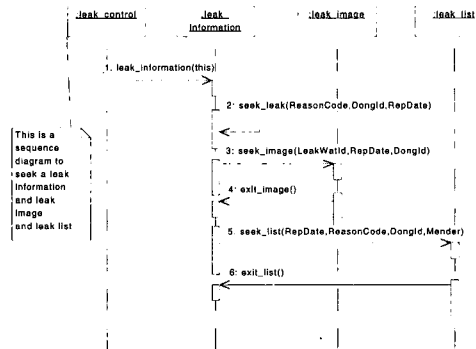 :leak_control
:leak_
Information
:leak_image
:leak_list
1. leak_information(this)
2: seek_leak(ReasonCode,DongId,RepDate)
This is a
sequence
diagram to
seek a leak
Information
and leak
Image
and leak list
3: seek_image(LeakWatId,RepDate,DongId)
4: exit_image()
5. seek_list(RepDate,ReasonCode,DongId,Mender)
6: exit_list()